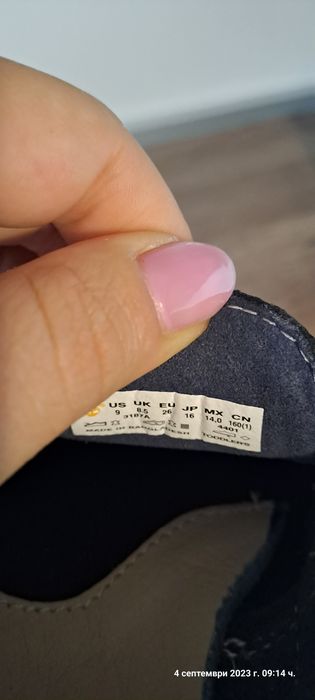 US UK EU JP MX CN
9 8.5 26 16 14,0 160(1)
3187A 4401
MADE IN BANGLADESH TODDLERS
4 септември 2023 г. 09:14 ч.